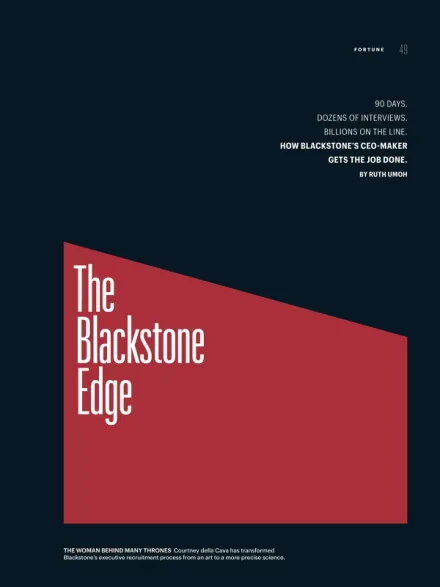 FORTUNE 49
90 DAYS.
DOZENS OF INTERVIEWS.
BILLIONS ON THE LINE.
HOW BLACKSTONE'S CEO-MAKER
GETS THE JOB DONE.
BY RUTH UMOH
The
Blackstone
Edge
THE WOMAN BEHIND MANY THRONES Courtney della Cava has transformed
Blackstone's executive recruitment process from an art to a more precise science.